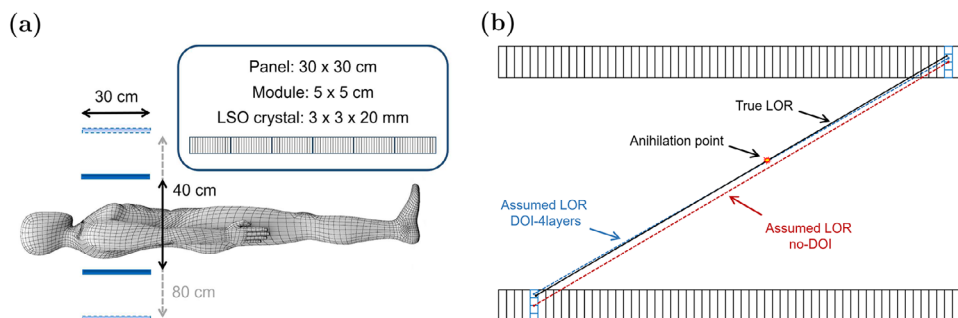 (a)
30 cm
Panel: 30 x 30 cm
Module: 5 x 5 cm
LSO crystal: 3 x 3 x 20 mm
40 cm
80 cm
(b)
True LOR
Anihilation point
Assumed LOR
DOI-4layers
Assumed LOR
no-DOI